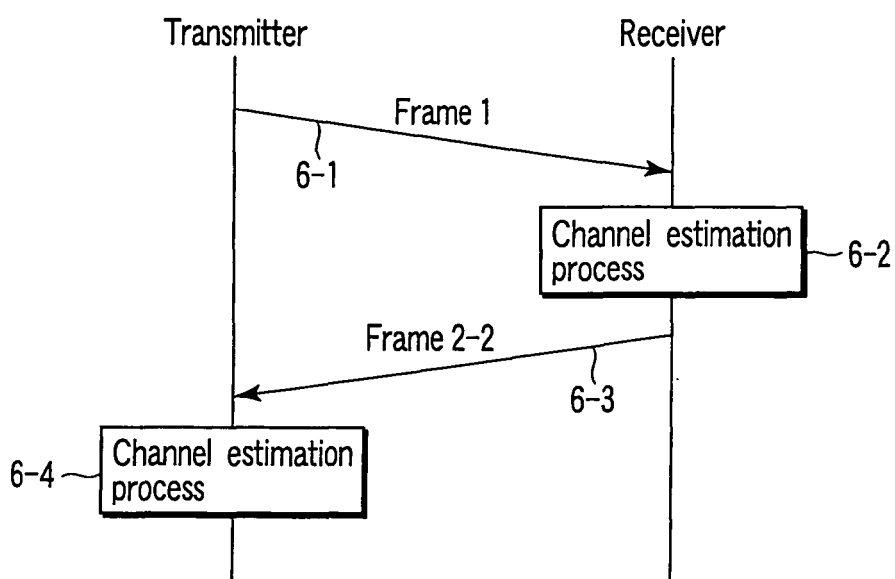 Transmitter
Receiver
Frame 1
6-1
Channel estimation
process
6-2
Frame 2-2
6-3
Channel estimation
process
6-4